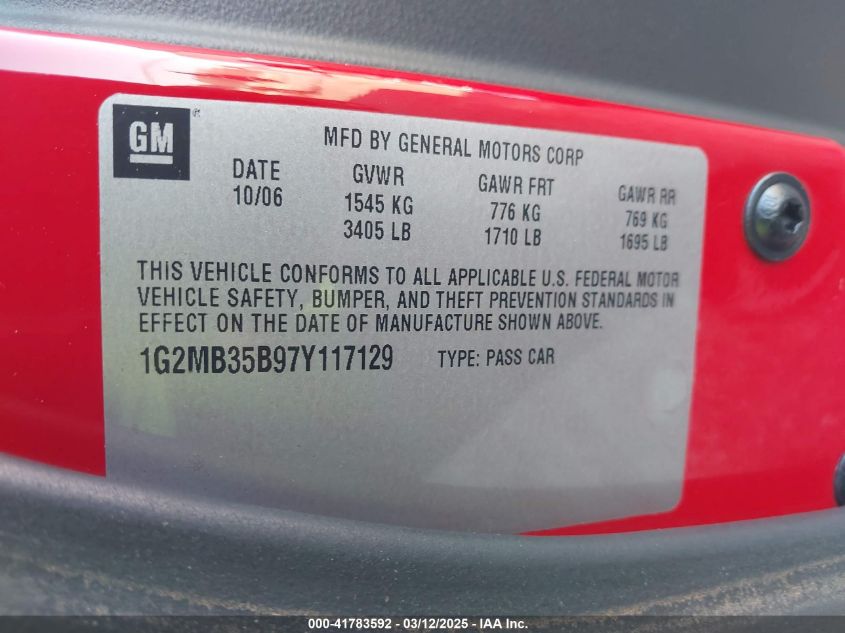 GM ®
MFD BY GENERAL MOTORS CORP
DATE GVWR GAWR FRT GAWR RR
10/06 1545 KG 776 KG 769 KG
3405 LB 1710 LB 1695 LB
THIS VEHICLE CONFORMS TO ALL APPLICABLE U.S. FEDERAL MOTOR
VEHICLE SAFETY, BUMPER, AND THEFT PREVENTION STANDARDS IN
EFFECT ON THE DATE OF MANUFACTURE SHOWN ABOVE.
1G2MB35B97Y117129 TYPE: PASS CAR
000-41783592 - 03/12/2025 - IAA Inc.